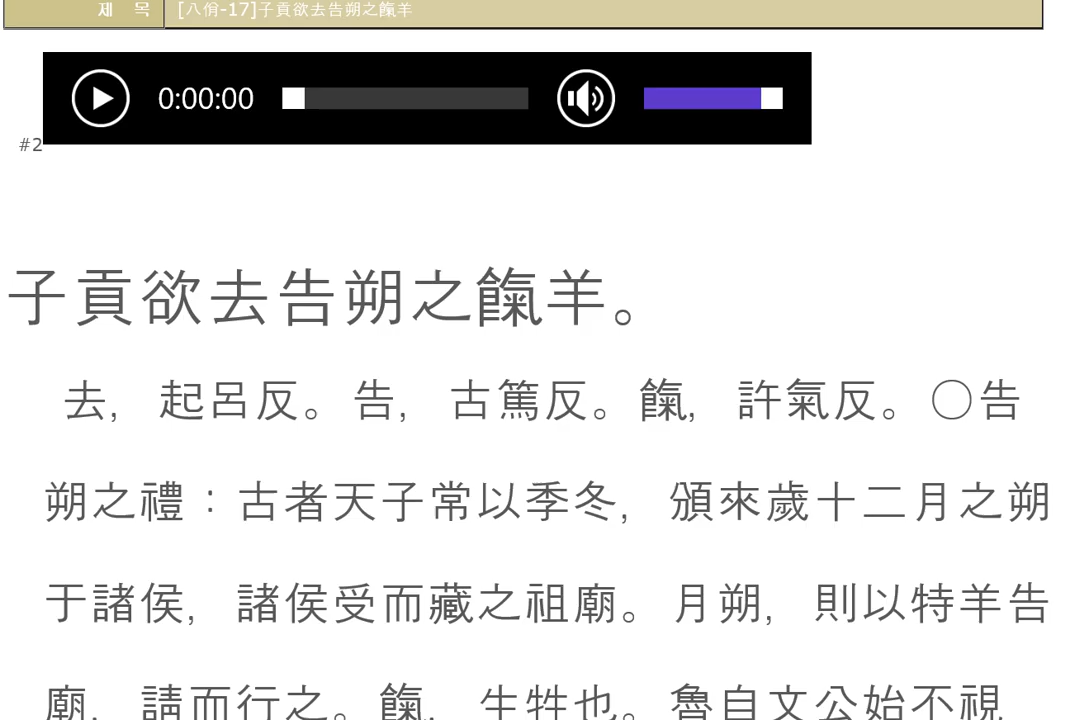 제 목 [八佾-17]子貢欲去告朔之餼羊
0:00:00
#2
子貢欲去告朔之餼羊。
去, 起呂反。告, 古篤反。餼, 許氣反。〇告
朔之禮：古者天子常以季冬, 頒來歲十二月之朔
于諸侯, 諸侯受而藏之祖廟。月朔, 則以特羊告
廟, 請而行之。餼, 生牲也。魯自文公始不視